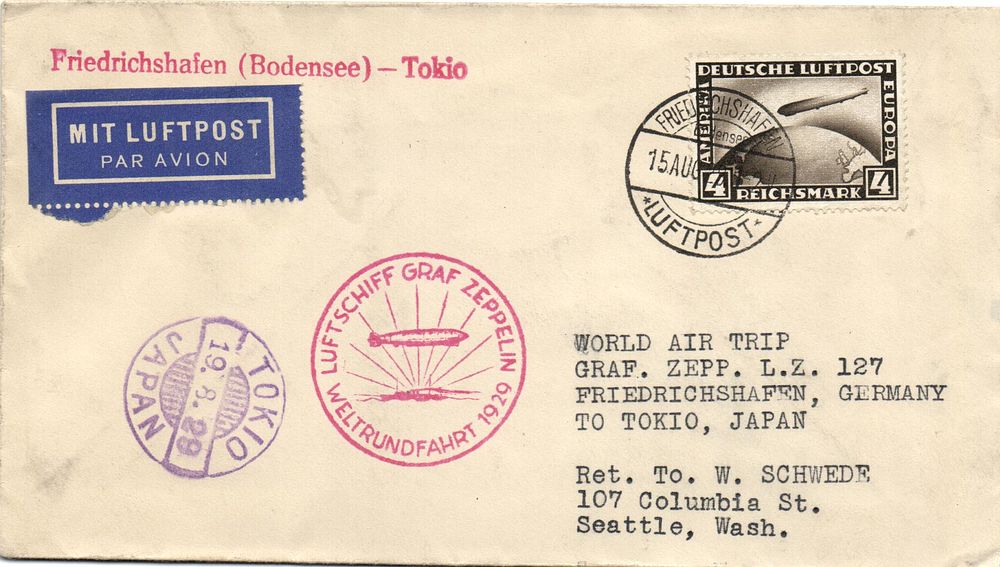 Friedrichshafen (Bodensee) – Tokio
MIT LUFTPOST
PAR AVION
DEUTSCHE LUFTPOST
AMERIKA
EUROPA
4 REICHSMARK 4
FRIEDRICHSHAFEN
15.AUG
*LUFTPOST*
LUFTSCHIFF GRAF ZEPPELIN
WELTRUNDFAHRT 1929
TOKIO
19.8.29
JAPAN
WORLD AIR TRIP
GRAF. ZEPP. L.Z. 127
FRIEDRICHSHAFEN, GERMANY
TO TOKIO, JAPAN
Ret. To. W. SCHWEDE
107 Columbia St.
Seattle, Wash.